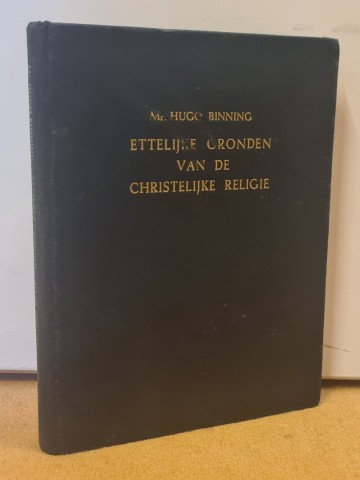 Mr. HUGO BINNING
ETTELIJKE GRONDEN
VAN DE
CHRISTELIJKE RELIGIE